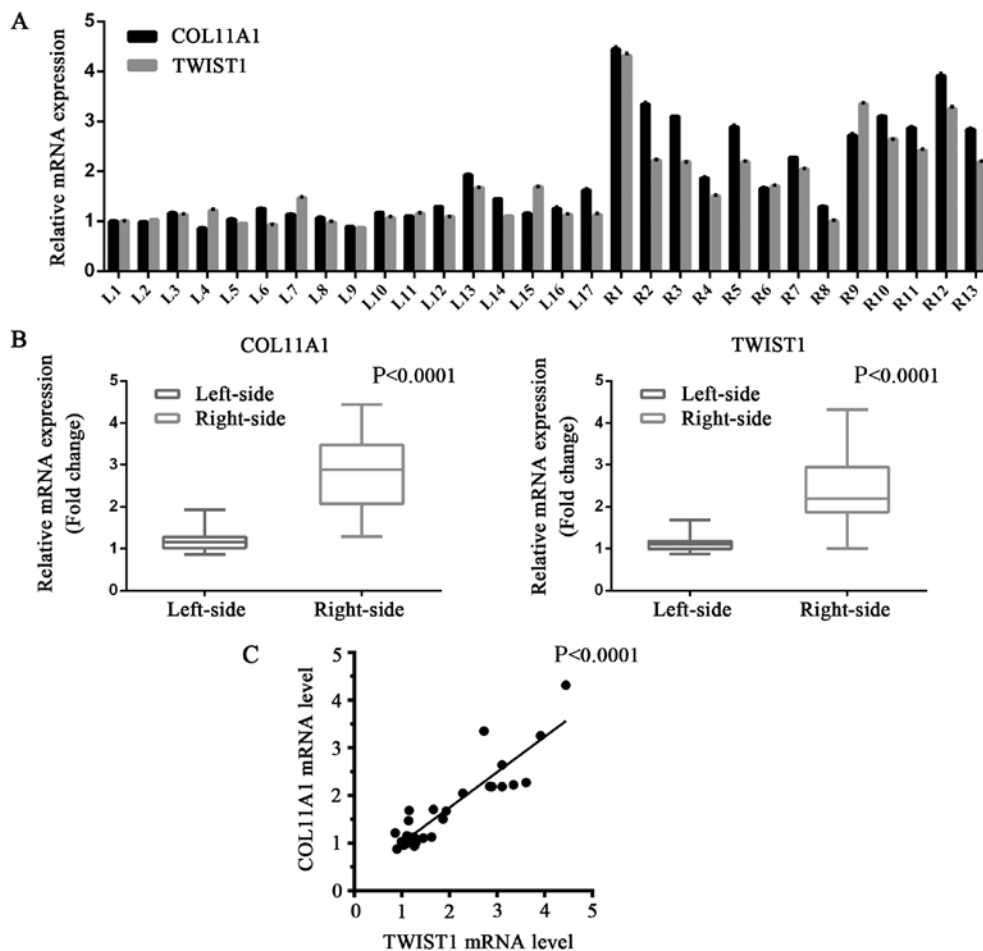 A
Relative mRNA expression
5
4
3
2
1
0
COL11A1
TWIST1
L1 L2 L3 L4 L5 L6 L7 L8 L9 L10 L11 L12 L13 L14 L15 L16 L17 R1 R2 R3 R4 R5 R6 R7 R8 R9 R10 R11 R12 R13
B
COL11A1
P<0.0001
Relative mRNA expression
(Fold change)
5
4
3
2
1
0
Left-side
Right-side
Left-side Right-side
TWIST1
P<0.0001
Relative mRNA expression
(Fold change)
5
4
3
2
1
0
Left-side
Right-side
Left-side Right-side
C
P<0.0001
COL11A1 mRNA level
5
4
3
2
1
0
0 1 2 3 4 5
TWIST1 mRNA level